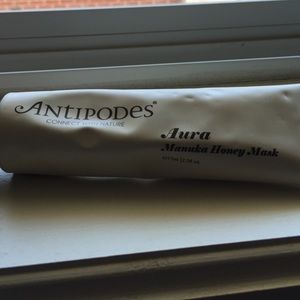 ANTIPODES®
CONNECT WITH NATURE
Aura
Manuka Honey Mask